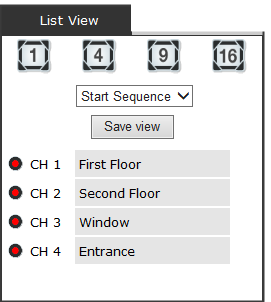 List View
1 4 9 16
Start Sequence
Save view
CH 1 First Floor
CH 2 Second Floor
CH 3 Window
CH 4 Entrance